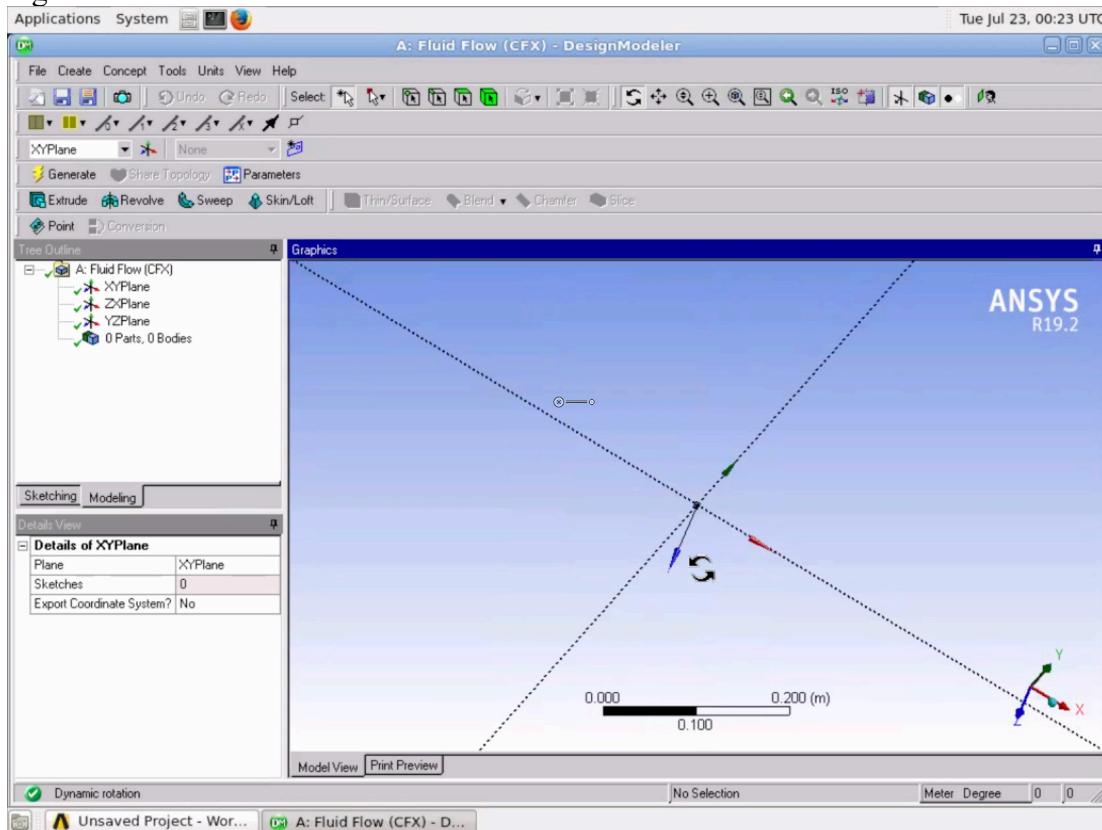 Applications System
Tue Jul 23, 00:23 UTC
A: Fluid Flow (CFX) - DesignModeler
File Create Concept Tools Units View Help
Undo Redo Select: ISO
XYPlane None
Generate Share Topology Parameters
Extrude Revolve Sweep Skin/Loft Thin/Surface Blend Chamfer Slice
Point Conversion
Tree Outline
A: Fluid Flow (CFX)
XYPlane
ZXPlane
YZPlane
0 Parts, 0 Bodies
Sketching Modeling
Details View
Details of XYPlane
Plane XYPlane
Sketches 0
Export Coordinate System? No
Graphics
ANSYS
R19.2
0.000 0.200 (m)
0.100
Y
X
Z
Model View Print Preview
Dynamic rotation No Selection Meter Degree 0 0
Unsaved Project - Wor... A: Fluid Flow (CFX) - D...